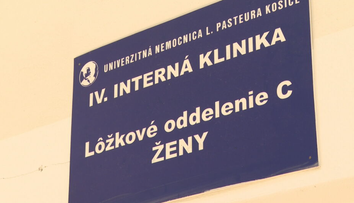 UNIVERZITNÁ NEMOCNICA L. PASTEURA KOŠICE
IV. INTERNÁ KLINIKA
Lôžkové oddelenie C
ŽENY